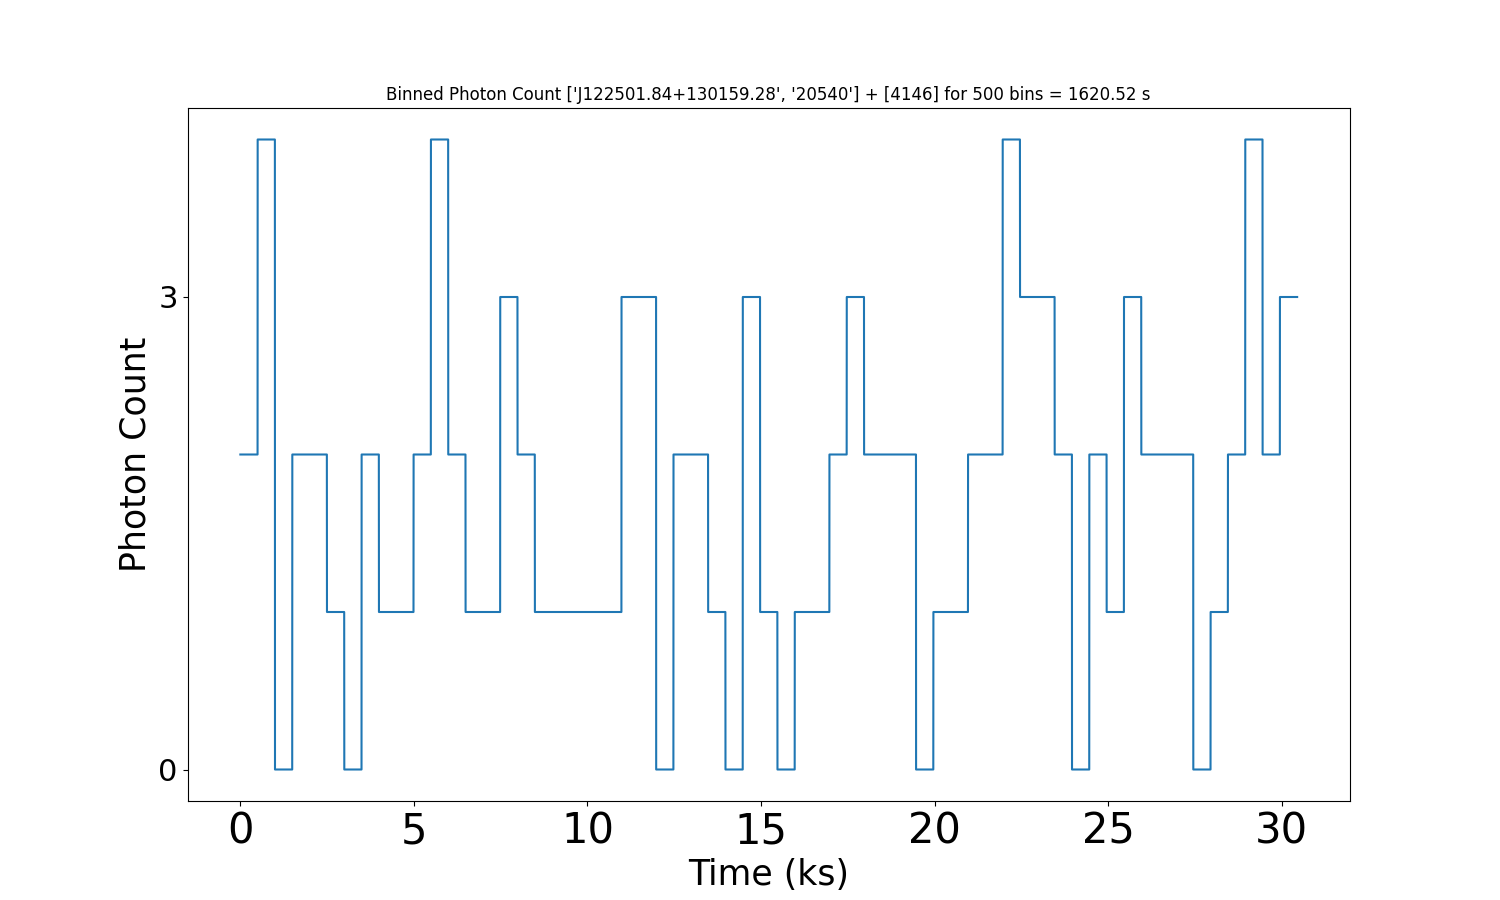 Binned Photon Count ['J122501.84+130159.28', '20540'] + [4146] for 500 bins = 1620.52 s
Photon Count
3
0
0 5 10 15 20 25 30
Time (ks)